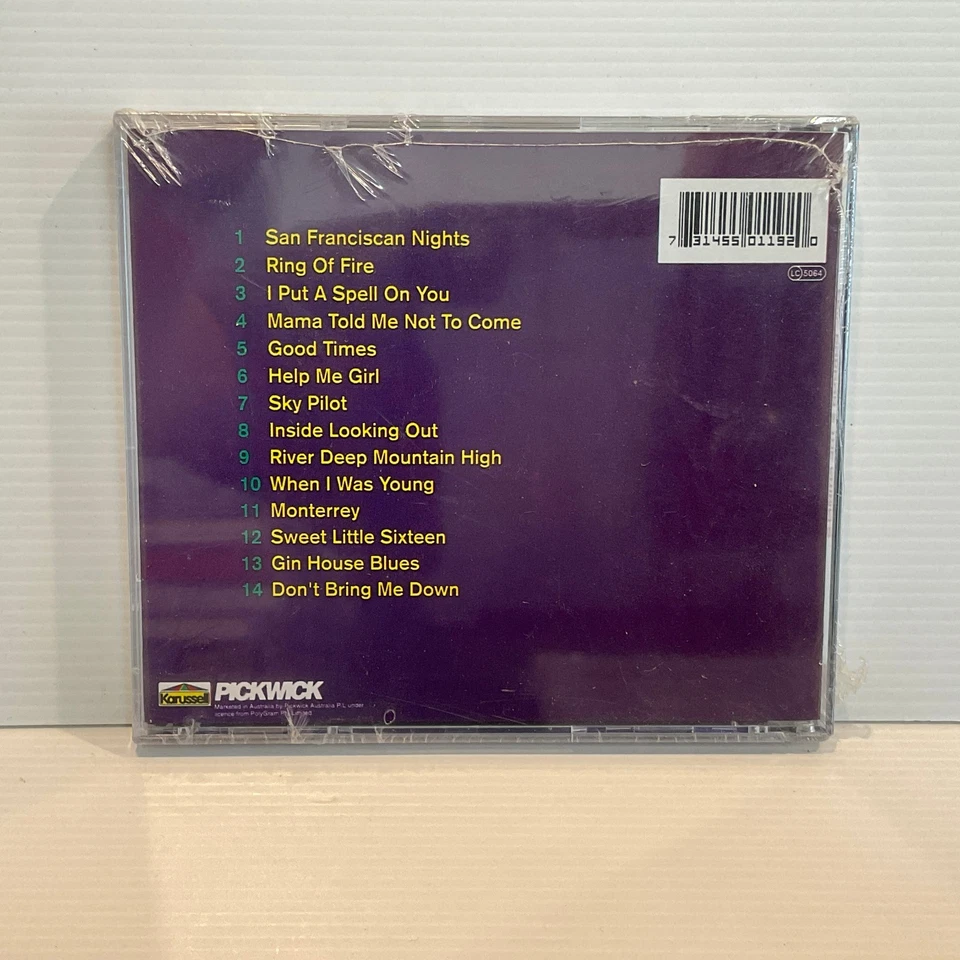 7 31455 01192 0
LC 5064
1 San Franciscan Nights
2 Ring Of Fire
3 I Put A Spell On You
4 Mama Told Me Not To Come
5 Good Times
6 Help Me Girl
7 Sky Pilot
8 Inside Looking Out
9 River Deep Mountain High
10 When I Was Young
11 Monterrey
12 Sweet Little Sixteen
13 Gin House Blues
14 Don't Bring Me Down
Karussell PICKWICK
Marketed in Australia by Pickwick Australia P/L under
licence from PolyGram Pty Limited